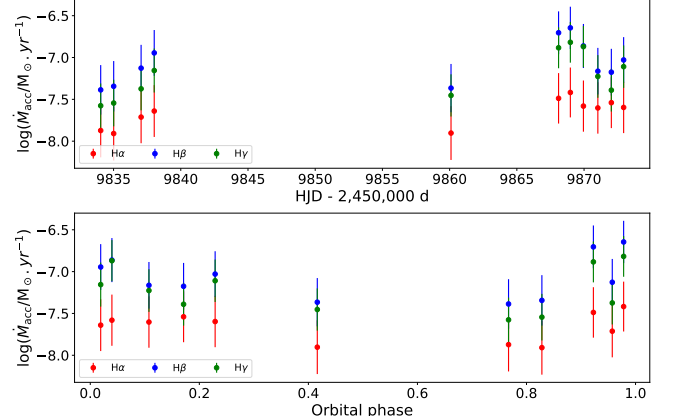 log(Ṁacc/M⊙.yr⁻¹)
−6.5
−7.0
−7.5
−8.0
Hα Hβ Hγ
9835 9840 9845 9850 9855 9860 9865 9870
HJD - 2,450,000 d
log(Ṁacc/M⊙.yr⁻¹)
−6.5
−7.0
−7.5
−8.0
Hα Hβ Hγ
0.0 0.2 0.4 0.6 0.8 1.0
Orbital phase